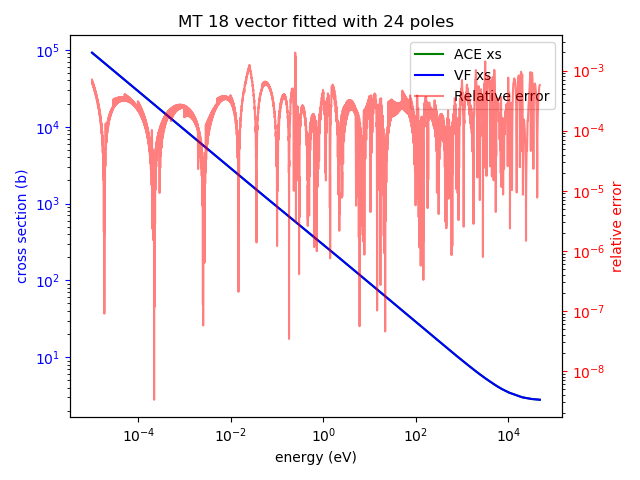 MT 18 vector fitted with 24 poles
ACE xs
VF xs
Relative error
cross section (b)
10^5
10^4
10^3
10^2
10^1
10^-3
10^-4
10^-5
10^-6
10^-7
10^-8
relative error
10^-4
10^-2
10^0
10^2
10^4
energy (eV)